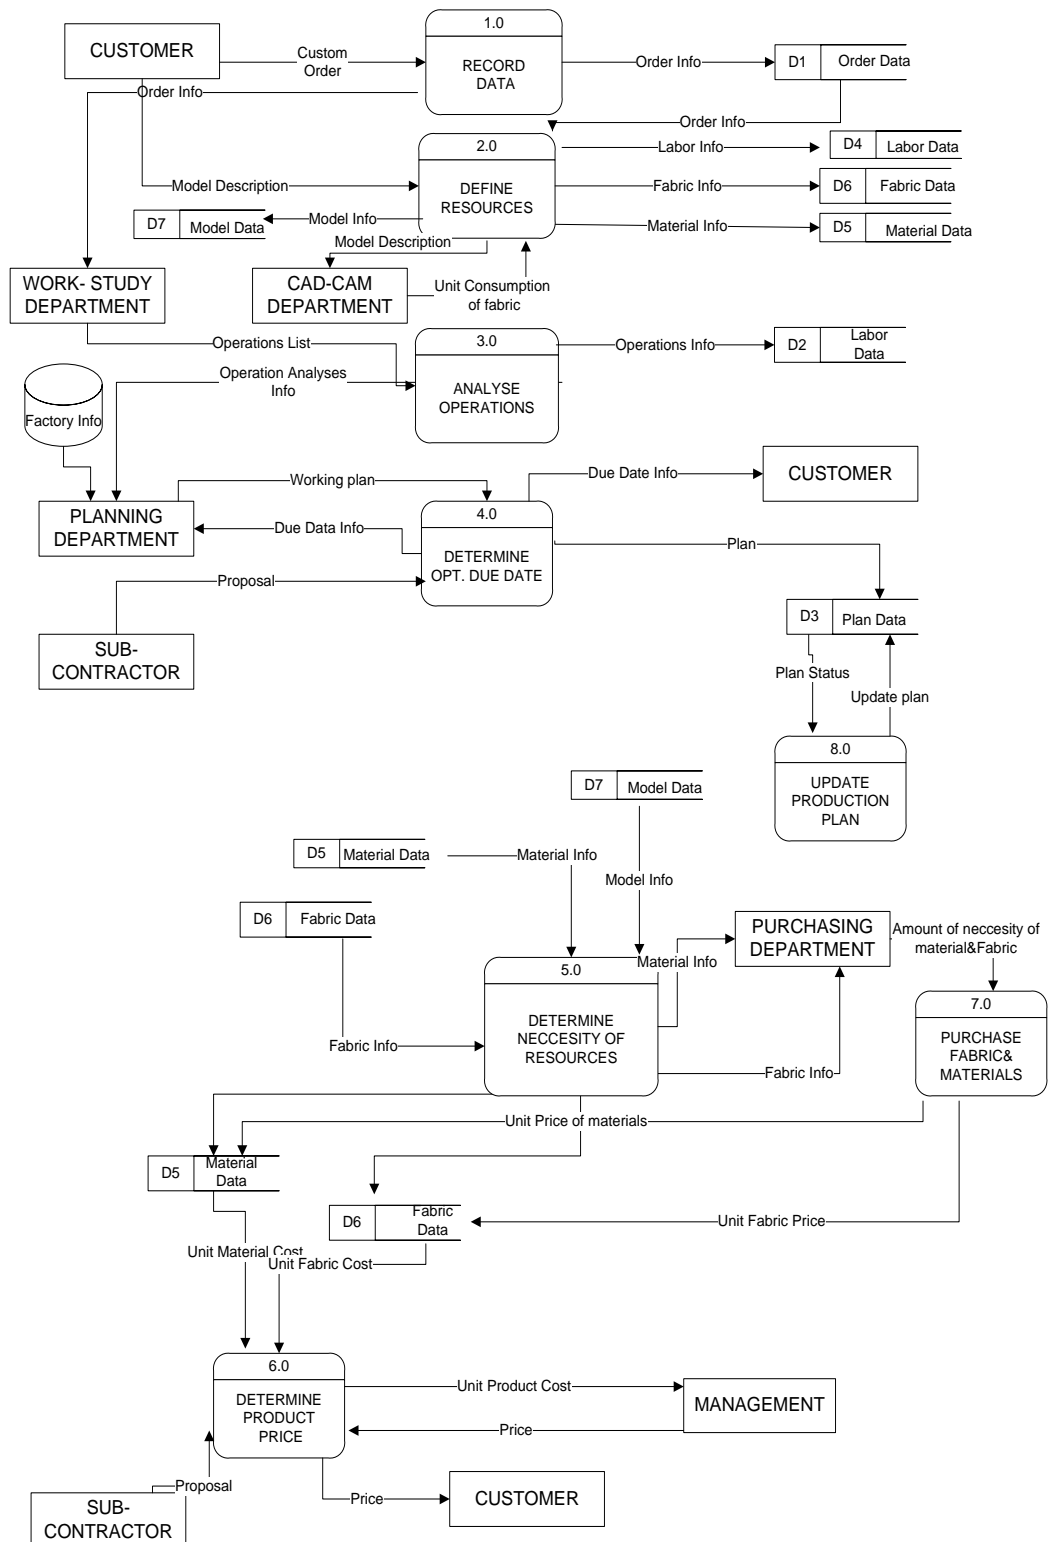 1.0
CUSTOMER
Custom
Order
RECORD
DATA
Order Info
D1
Order Data
Order Info
Order Info
2.0
Labor Info
D4
Labor Data
Model Description
DEFINE
RESOURCES
Fabric Info
D6
Fabric Data
D7
Model Data
Model Info
Material Info
D5
Material Data
Model Description
WORK- STUDY
DEPARTMENT
CAD-CAM
DEPARTMENT
Unit Consumption
of fabric
Operations List
3.0
Operations Info
D2
Labor
Data
Operation Analyses
Info
ANALYSE
OPERATIONS
Factory Info
Working plan
Due Date Info
CUSTOMER
PLANNING
DEPARTMENT
Due Data Info
4.0
DETERMINE
OPT. DUE DATE
Plan
Proposal
D3
Plan Data
SUB-
CONTRACTOR
Plan Status
Update plan
8.0
UPDATE
PRODUCTION
PLAN
D7
Model Data
D5
Material Data
Material Info
Model Info
D6
Fabric Data
PURCHASING
DEPARTMENT
Amount of neccesity of
material&Fabric
Material Info
5.0
DETERMINE
NECCESITY OF
RESOURCES
7.0
PURCHASE
FABRIC&
MATERIALS
Fabric Info
Fabric Info
Unit Price of materials
D5
Material
Data
D6
Fabric
Data
Unit Fabric Price
Unit Material Cost
Unit Fabric Cost
6.0
DETERMINE
PRODUCT
PRICE
Unit Product Cost
MANAGEMENT
Price
Proposal
Price
CUSTOMER
SUB-
CONTRACTOR